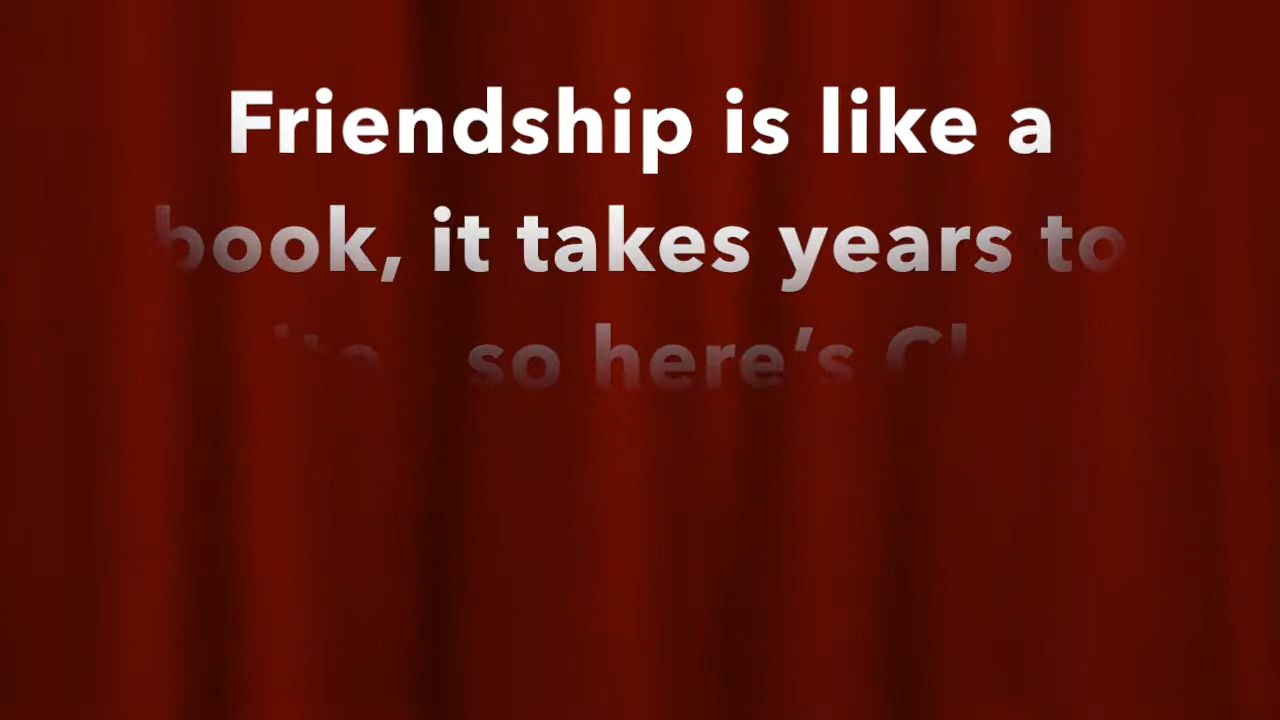 Friendship is like a
book, it takes years to
so here’s